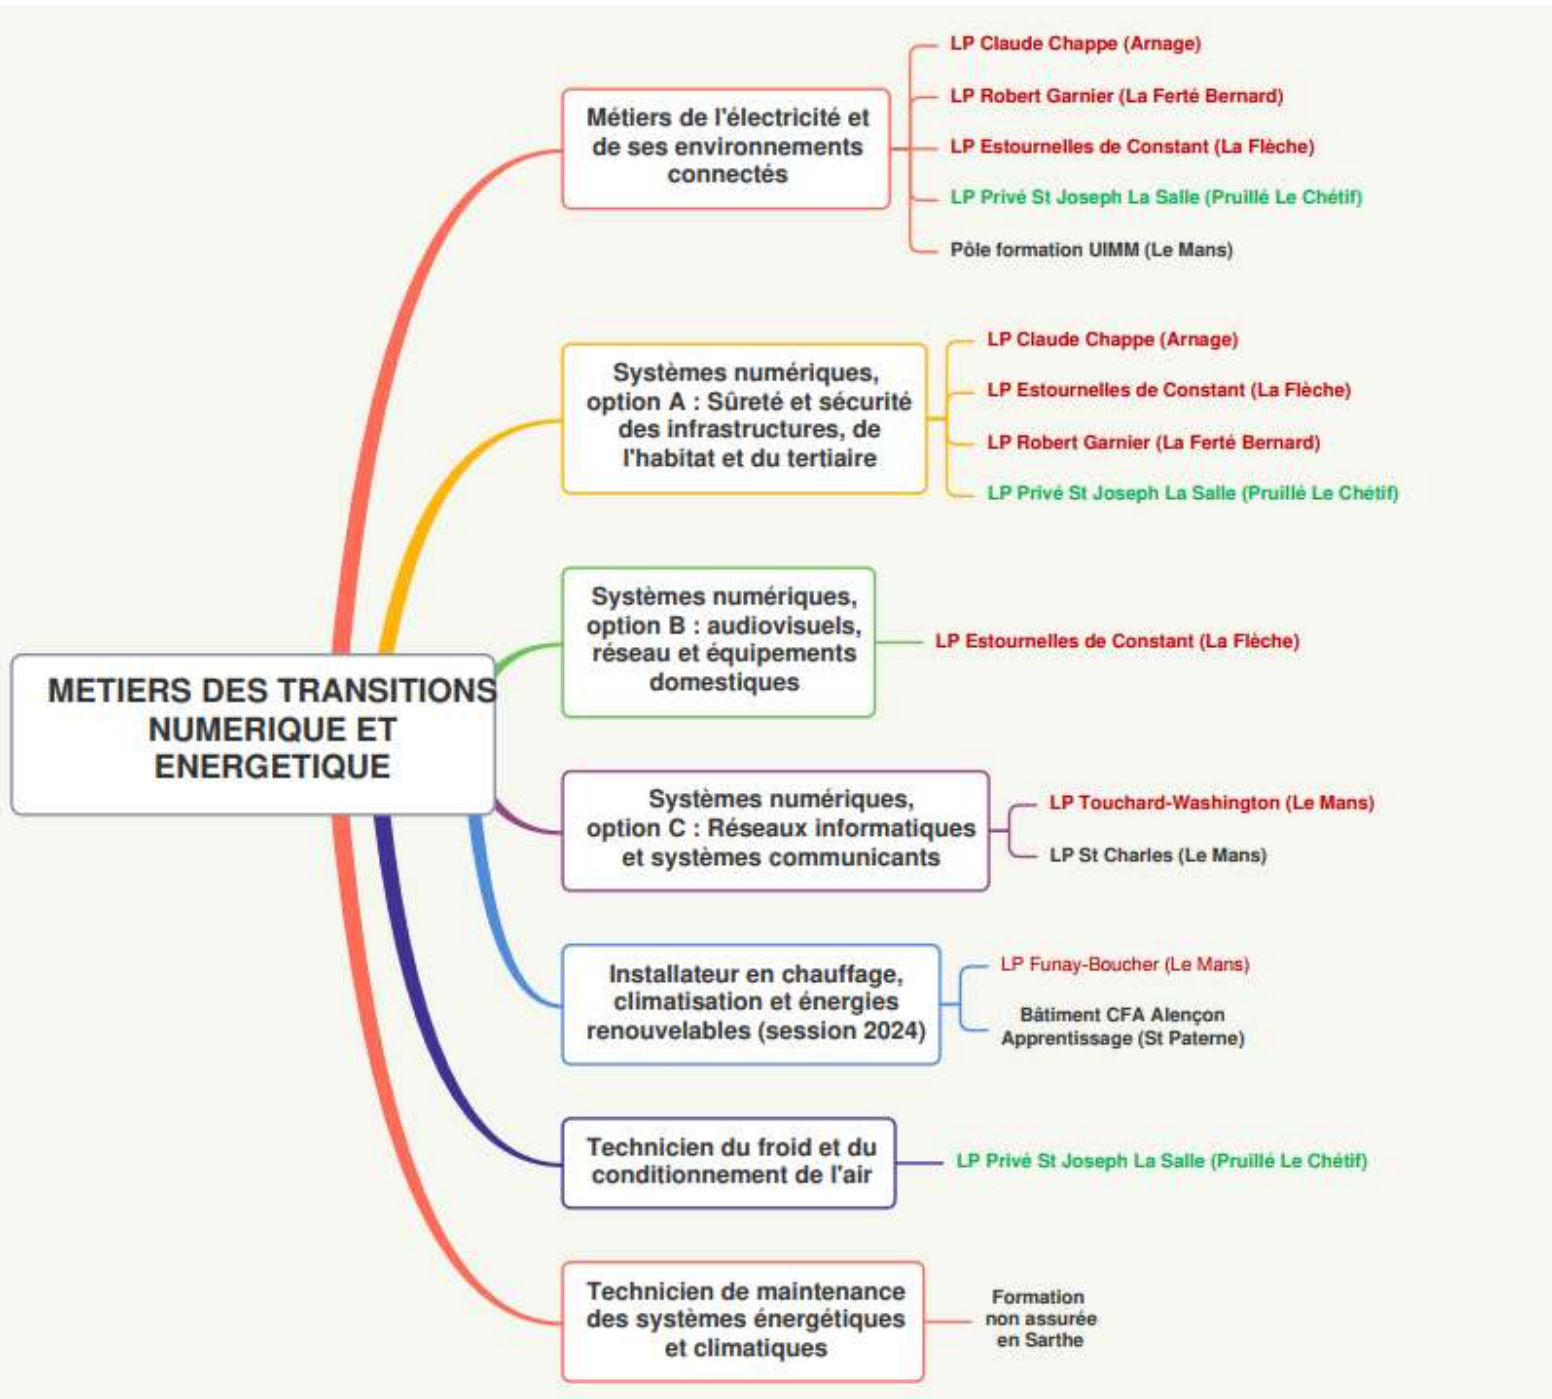 METIERS DES TRANSITIONS
NUMERIQUE ET
ENERGETIQUE
Métiers de l'électricité et
de ses environnements
connectés
LP Claude Chappe (Arnage)
LP Robert Garnier (La Ferté Bernard)
LP Estournelles de Constant (La Flèche)
LP Privé St Joseph La Salle (Pruillé Le Chétif)
Pôle formation UIMM (Le Mans)
Systèmes numériques,
option A : Sûreté et sécurité
des infrastructures, de
l'habitat et du tertiaire
LP Claude Chappe (Arnage)
LP Estournelles de Constant (La Flèche)
LP Robert Garnier (La Ferté Bernard)
LP Privé St Joseph La Salle (Pruillé Le Chétif)
Systèmes numériques,
option B : audiovisuels,
réseau et équipements
domestiques
LP Estournelles de Constant (La Flèche)
Systèmes numériques,
option C : Réseaux informatiques
et systèmes communicants
LP Touchard-Washington (Le Mans)
LP St Charles (Le Mans)
Installateur en chauffage,
climatisation et énergies
renouvelables (session 2024)
LP Funay-Boucher (Le Mans)
Bâtiment CFA Alençon
Apprentissage (St Paterne)
Technicien du froid et du
conditionnement de l'air
LP Privé St Joseph La Salle (Pruillé Le Chétif)
Technicien de maintenance
des systèmes énergétiques
et climatiques
Formation
non assurée
en Sarthe